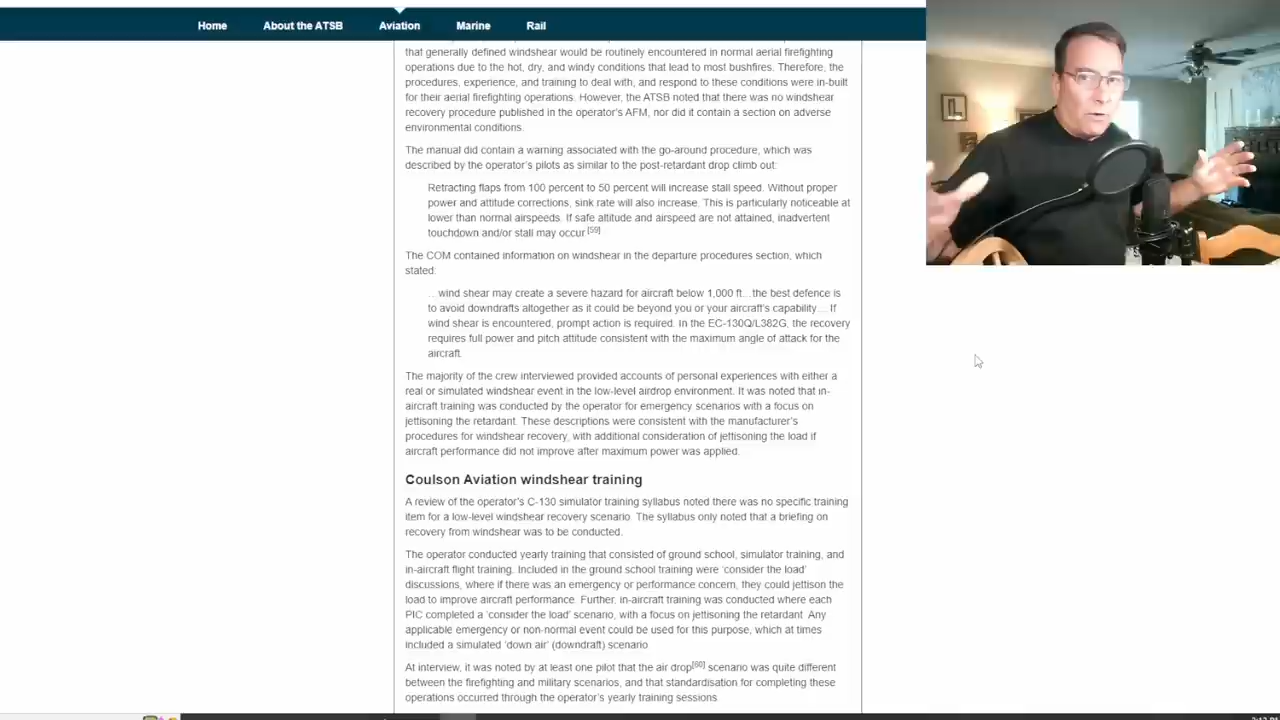 Home About the ATSB Aviation Marine Rail
that generally defined windshear would be routinely encountered in normal aerial firefighting
operations due to the hot, dry, and windy conditions that lead to most bushfires. Therefore, the
procedures, experience, and training to deal with, and respond to these conditions were in-built
for their aerial firefighting operations. However, the ATSB noted that there was no windshear
recovery procedure published in the operator's AFM, nor did it contain a section on adverse
environmental conditions.
The manual did contain a warning associated with the go-around procedure, which was
described by the operator's pilots as similar to the post-retardant drop climb out:
Retracting flaps from 100 percent to 50 percent will increase stall speed. Without proper
power and attitude corrections, sink rate will also increase. This is particularly noticeable at
lower than normal airspeeds. If safe attitude and airspeed are not attained, inadvertent
touchdown and/or stall may occur.[59]
The COM contained information on windshear in the departure procedures section, which
stated:
…wind shear may create a severe hazard for aircraft below 1,000 ft…the best defence is
to avoid downdrafts altogether as it could be beyond you or your aircraft's capability… If
wind shear is encountered, prompt action is required. In the EC-130Q/L382G, the recovery
requires full power and pitch attitude consistent with the maximum angle of attack for the
aircraft.
The majority of the crew interviewed provided accounts of personal experiences with either a
real or simulated windshear event in the low-level airdrop environment. It was noted that in-
aircraft training was conducted by the operator for emergency scenarios with a focus on
jettisoning the retardant. These descriptions were consistent with the manufacturer's
procedures for windshear recovery, with additional consideration of jettisoning the load if
aircraft performance did not improve after maximum power was applied.
Coulson Aviation windshear training
A review of the operator's C-130 simulator training syllabus noted there was no specific training
item for a low-level windshear recovery scenario. The syllabus only noted that a briefing on
recovery from windshear was to be conducted.
The operator conducted yearly training that consisted of ground school, simulator training, and
in-aircraft flight training. Included in the ground school training were 'consider the load'
discussions, where if there was an emergency or performance concern, they could jettison the
load to improve aircraft performance. Further, in-aircraft training was conducted where each
PIC completed a 'consider the load' scenario, with a focus on jettisoning the retardant. Any
applicable emergency or non-normal event could be used for this purpose, which at times
included a simulated 'down air' (downdraft) scenario.
At interview, it was noted by at least one pilot that the air drop[60] scenario was quite different
between the firefighting and military scenarios, and that standardisation for completing these
operations occurred through the operator's yearly training sessions.